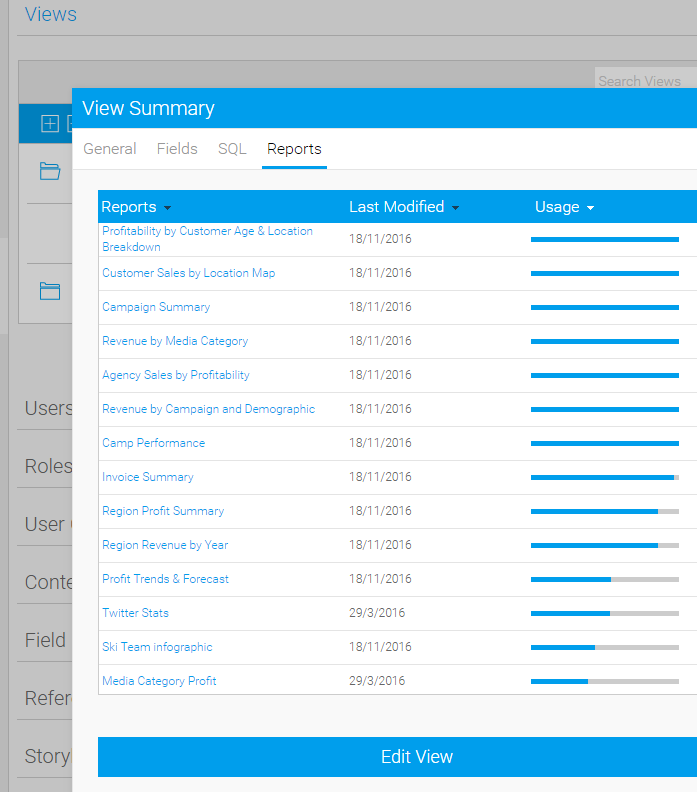 Views
Search Views
View Summary
General Fields SQL Reports
Reports Last Modified Usage
Profitability by Customer Age & Location
Breakdown
18/11/2016
Customer Sales by Location Map 18/11/2016
Campaign Summary 18/11/2016
Revenue by Media Category 18/11/2016
Agency Sales by Profitability 18/11/2016
Revenue by Campaign and Demographic 18/11/2016
Camp Performance 18/11/2016
Invoice Summary 18/11/2016
Region Profit Summary 18/11/2016
Region Revenue by Year 18/11/2016
Profit Trends & Forecast 18/11/2016
Twitter Stats 29/3/2016
Ski Team infographic 18/11/2016
Media Category Profit 29/3/2016
Edit View
Users
Roles
User
Conte
Field
Refer
Story